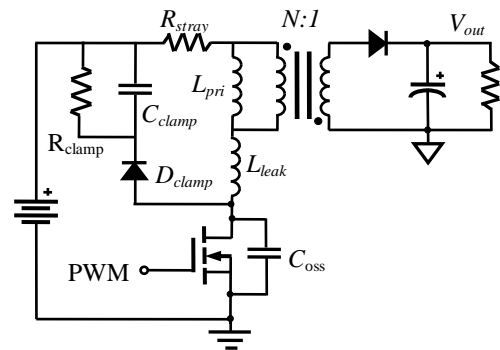 R_stray
N:1
V_out
L_pri
C_clamp
R_clamp
D_clamp
L_leak
PWM
C_oss
+
+